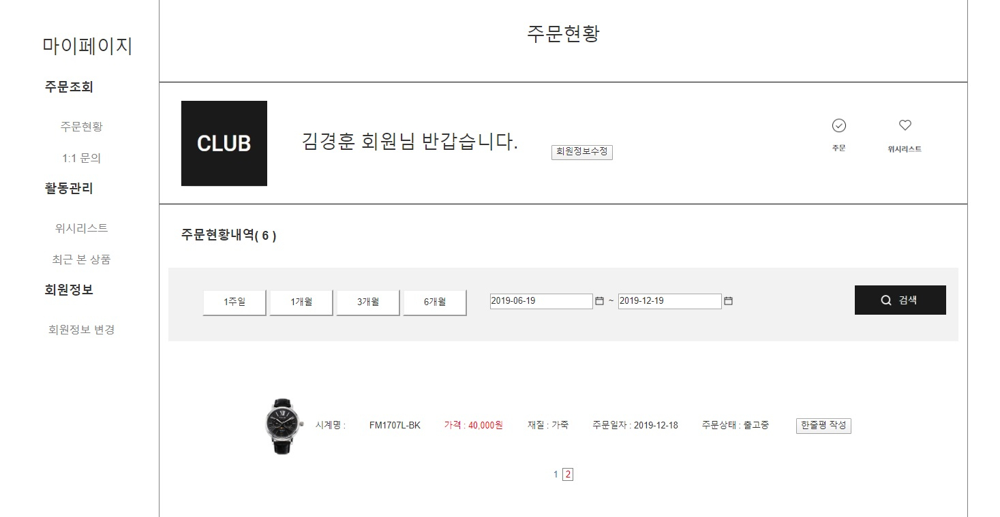 마이페이지
주문조회
주문현황
1:1 문의
활동관리
위시리스트
최근 본 상품
회원정보
회원정보 변경
주문현황
CLUB
김경훈 회원님 반갑습니다.
회원정보수정
주문
위시리스트
주문현황내역( 6 )
1주일 1개월 3개월 6개월 2019-06-19 ~ 2019-12-19 검색
시계명 : FM1707L-BK 가격 : 40,000원 재질 : 가죽 주문일자 : 2019-12-18 주문상태 : 출고중 한줄평 작성
1 2